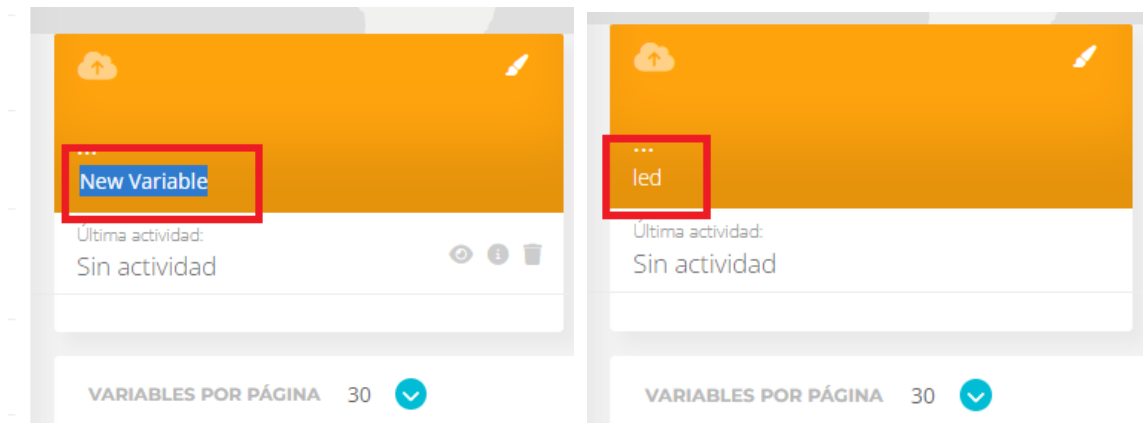 ...
New Variable
Última actividad:
Sin actividad
VARIABLES POR PÁGINA 30
...
led
Última actividad:
Sin actividad
VARIABLES POR PÁGINA 30